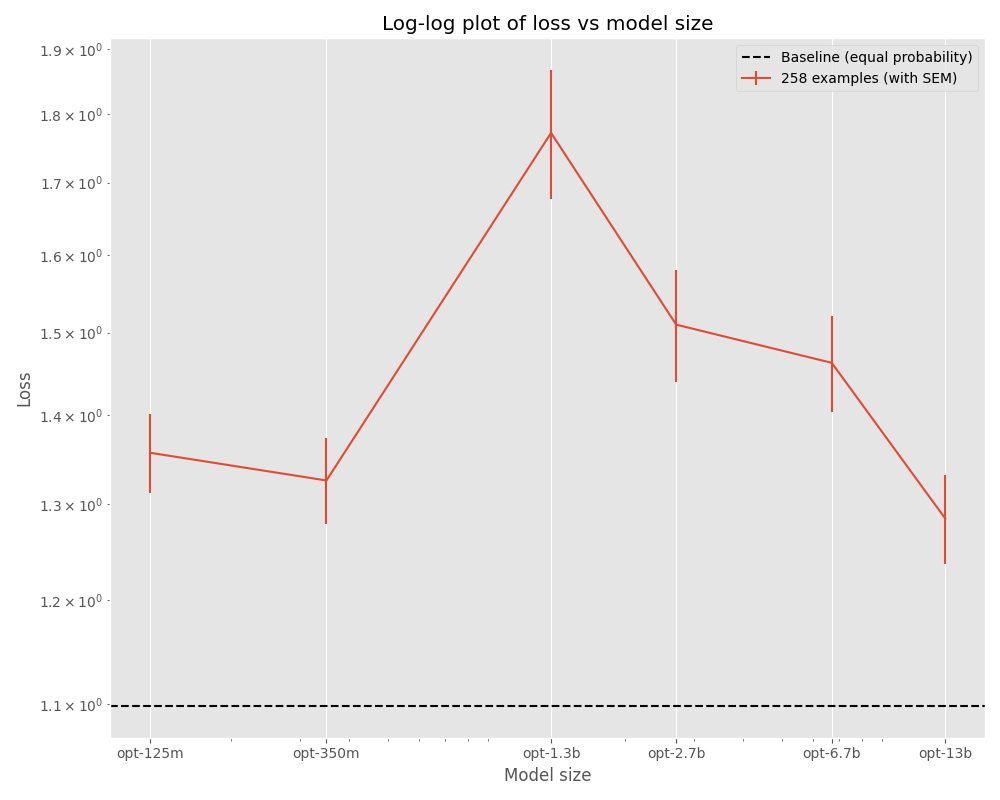 Log-log plot of loss vs model size
Baseline (equal probability)
258 examples (with SEM)
1.9 × 10⁰
1.8 × 10⁰
1.7 × 10⁰
1.6 × 10⁰
1.5 × 10⁰
1.4 × 10⁰
1.3 × 10⁰
1.2 × 10⁰
1.1 × 10⁰
Loss
opt-125m opt-350m opt-1.3b opt-2.7b opt-6.7b opt-13b
Model size